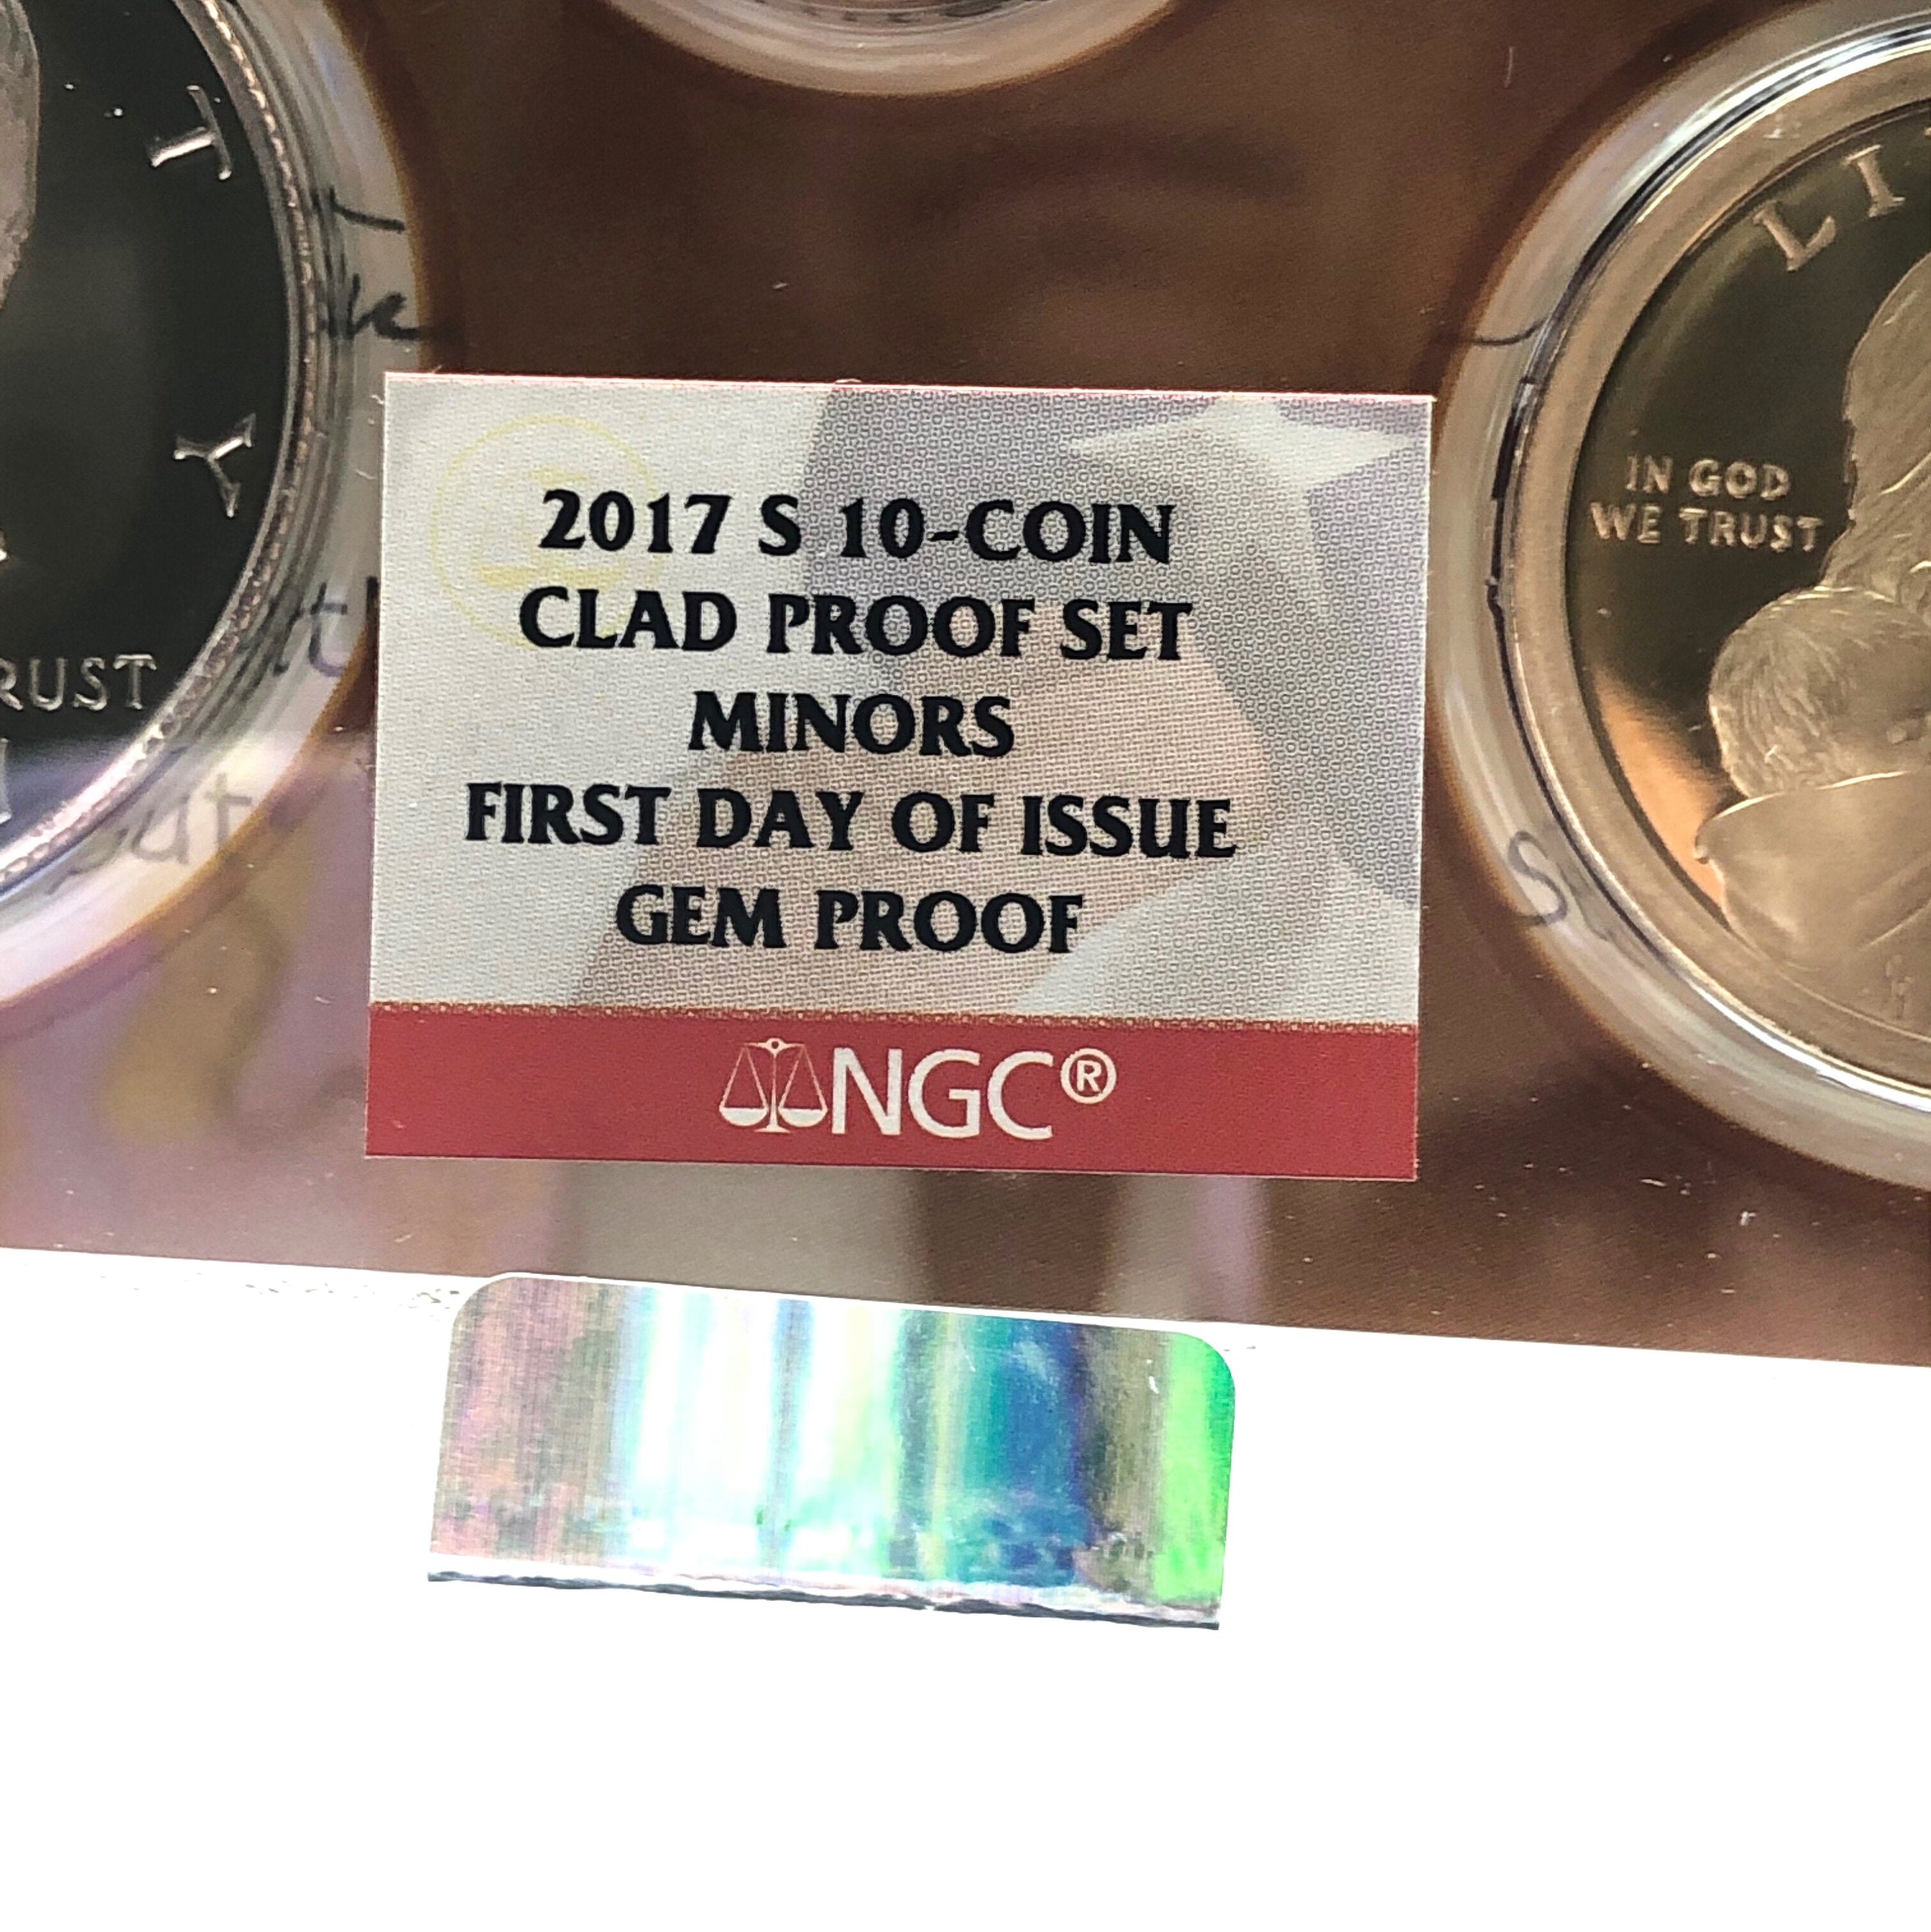 T
Y
RUST
2017 S 10-COIN
CLAD PROOF SET
MINORS
FIRST DAY OF ISSUE
GEM PROOF
NGC®
LI
IN GOD
WE TRUST